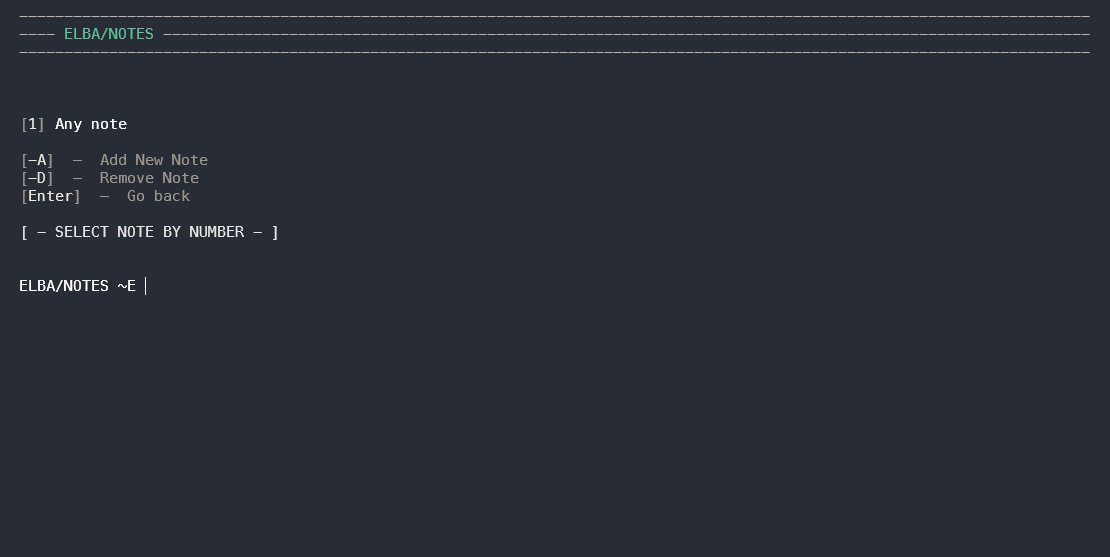 ———— ELBA/NOTES ————————————————————————————————————————————————————————————————————————————————————————————————————————
[1] Any note
[-A]  -  Add New Note
[-D]  -  Remove Note
[Enter]  -  Go back
[ - SELECT NOTE BY NUMBER - ]
ELBA/NOTES ~E